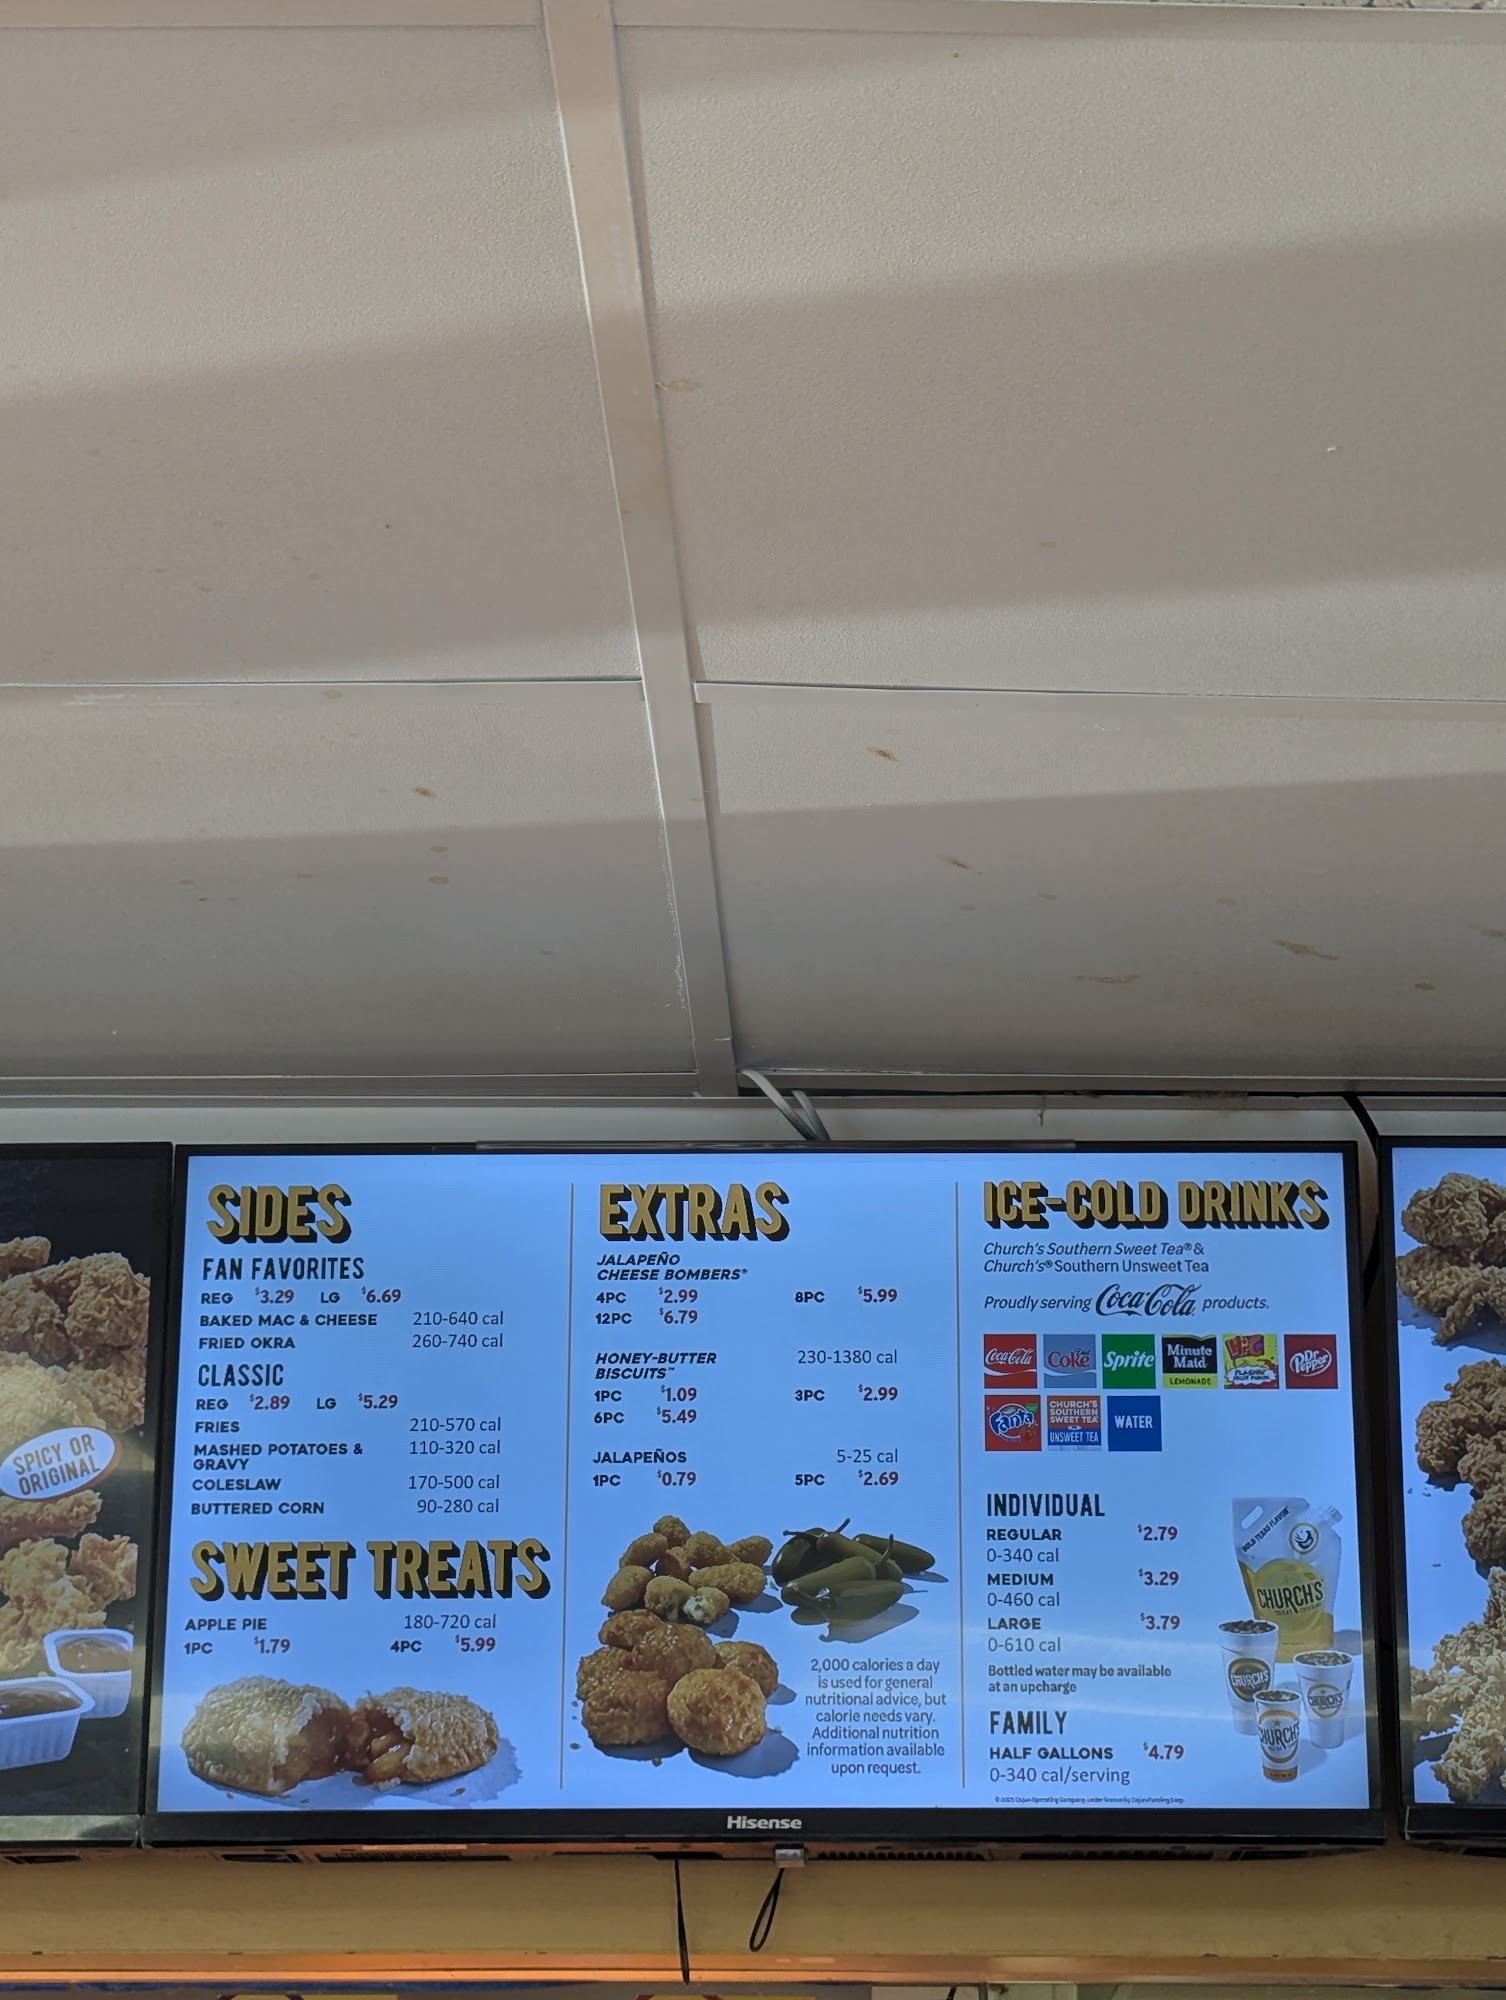 SPICY OR
ORIGINAL
SIDES
FAN FAVORITES
REG $3.29 LG $6.69
BAKED MAC & CHEESE 210-640 cal
FRIED OKRA 260-740 cal
CLASSIC
REG $2.89 LG $5.29
FRIES 210-570 cal
MASHED POTATOES & 110-320 cal
GRAVY
COLESLAW 170-500 cal
BUTTERED CORN 90-280 cal
SWEET TREATS
APPLE PIE 180-720 cal
1PC $1.79 4PC $5.99
EXTRAS
JALAPEÑO
CHEESE BOMBERS®
4PC $2.99 8PC $5.99
12PC $6.79
HONEY-BUTTER 230-1380 cal
BISCUITS™
1PC $1.09 3PC $2.99
6PC $5.49
JALAPEÑOS 5-25 cal
1PC $0.79 5PC $2.69
2,000 calories a day
is used for general
nutritional advice, but
calorie needs vary.
Additional nutrition
information available
upon request.
ICE-COLD DRINKS
Church's Southern Sweet Tea® &
Church's® Southern Unsweet Tea
Proudly serving Coca-Cola products.
Coca-Cola
Diet
Coke
Sprite
Minute
Maid
LEMONADE
Hi-C
FLASHIN'
FRUIT PUNCH
Dr
Pepper
Fanta
CHURCH'S
SOUTHERN
SWEET TEA
UNSWEET TEA
WATER
INDIVIDUAL
REGULAR $2.79
0-340 cal
MEDIUM $3.29
0-460 cal
LARGE $3.79
0-610 cal
Bottled water may be available
at an upcharge
FAMILY
HALF GALLONS $4.79
0-340 cal/serving
BOLD TEXAS FLAVOR
CHURCH'S
CHURCH'S
CHURCH'S
CHURCH'S
Hisense